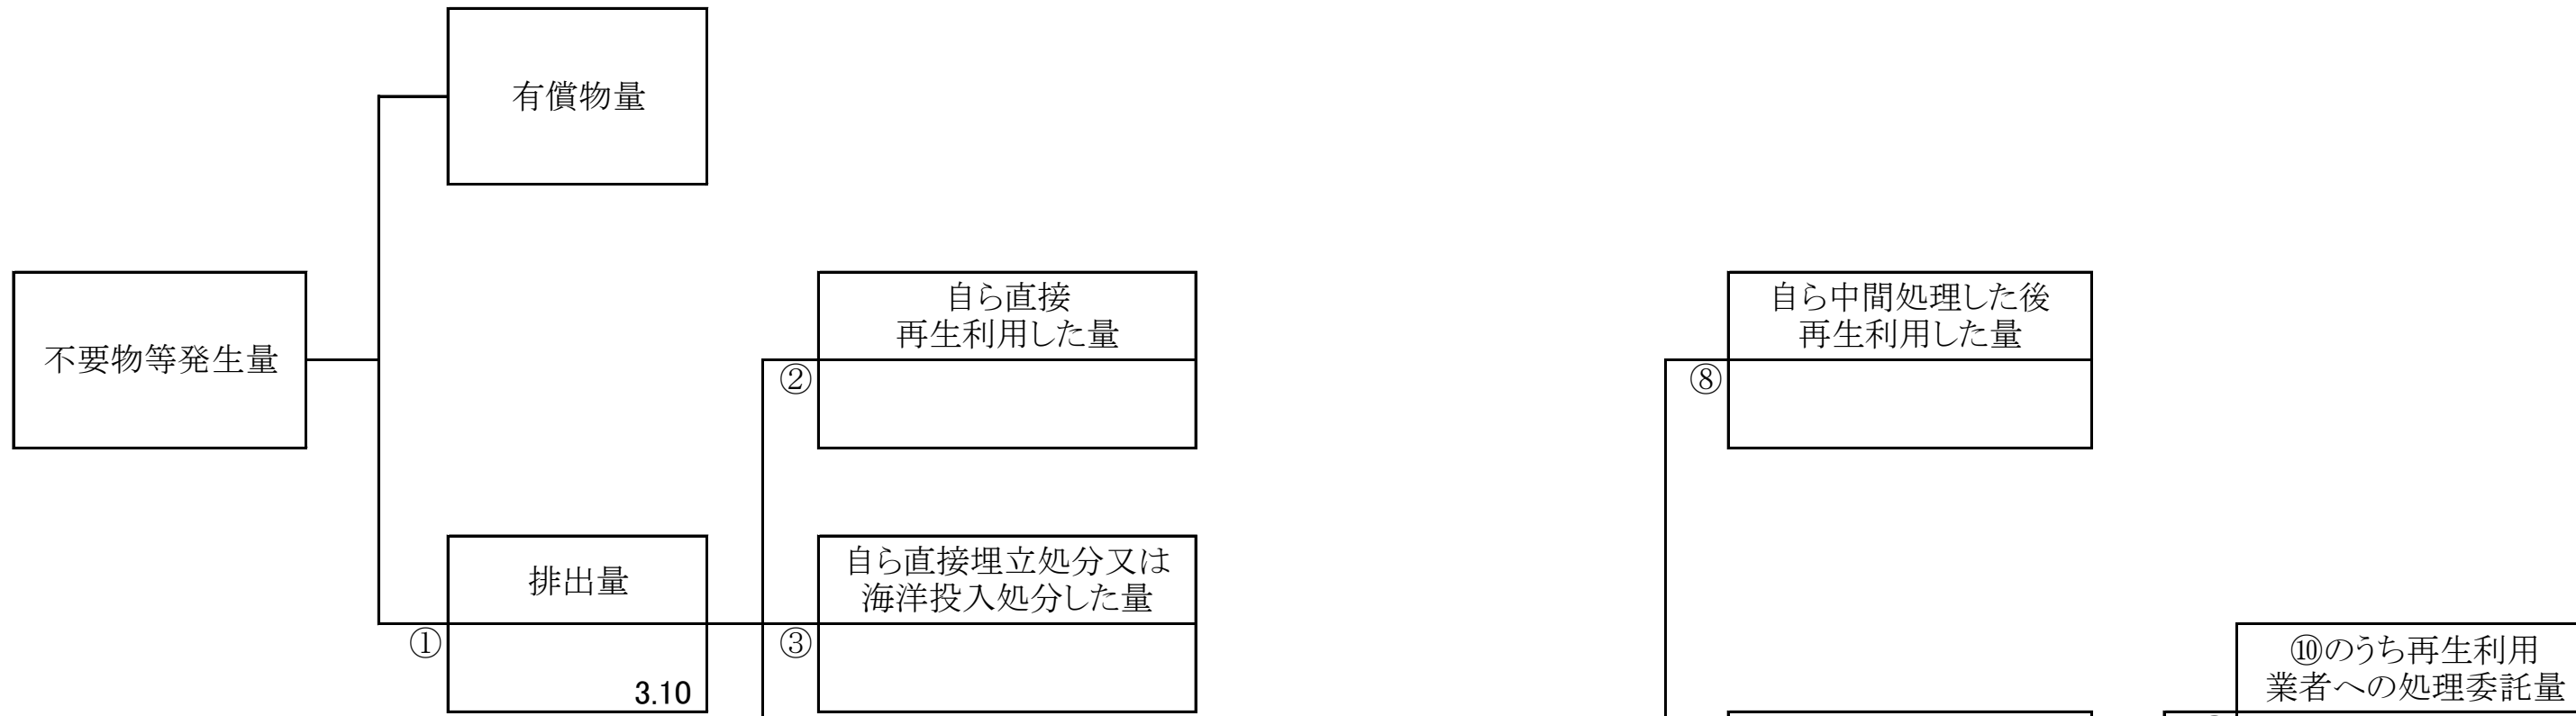 有償物量
不要物等発生量
自ら直接
再生利用した量
②
自ら中間処理した後
再生利用した量
⑧
排出量
①
3.10
自ら直接埋立処分又は
海洋投入処分した量
③
⑩のうち再生利用
業者への処理委託量